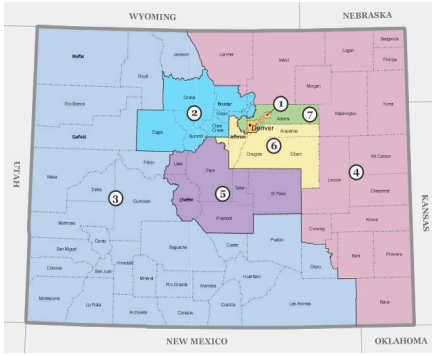 WYOMING
NEBRASKA
Moffat
Routt
Jackson
Larimer
Weld
Logan
Sedgwick
Phillips
Morgan
Rio Blanco
Grand
Boulder
Gilpin
Clear
Creek
1
7
Adams
Washington
Yuma
2
Jefferson
Denver
Arapahoe
Garfield
Eagle
Summit
6
Douglas
Elbert
Kit Carson
UTAH
Pitkin
Lake
Park
4
Lincoln
Cheyenne
Mesa
Delta
3
Gunnison
Chaffee
5
Teller
El Paso
KANSAS
Fremont
Kiowa
Montrose
Crowley
Ouray
Saguache
Custer
Pueblo
San Miguel
Hinsdale
Otero
Bent
Prowers
Dolores
San Juan
Mineral
Rio Grande
Alamosa
Huerfano
Montezuma
La Plata
Archuleta
Conejos
Costilla
Las Animas
Baca
NEW MEXICO
OKLAHOMA